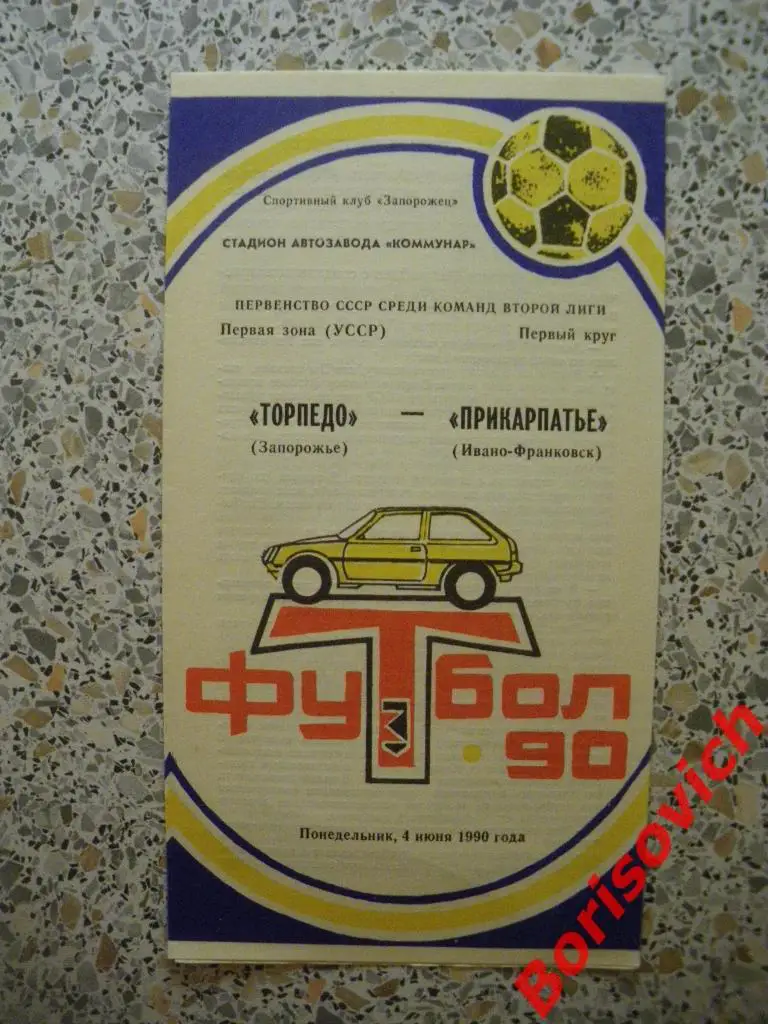 Спортивный клуб «Запорожец»
СТАДИОН АВТОЗАВОДА «КОММУНАР»
ПЕРВЕНСТВО СССР СРЕДИ КОМАНД ВТОРОЙ ЛИГИ
Первая зона (УССР) Первый круг
«ТОРПЕДО» — «ПРИКАРПАТЬЕ»
(Запорожье) (Ивано-Франковск)
ФУТБОЛ
·90
Понедельник, 4 июня 1990 года
Borisovich